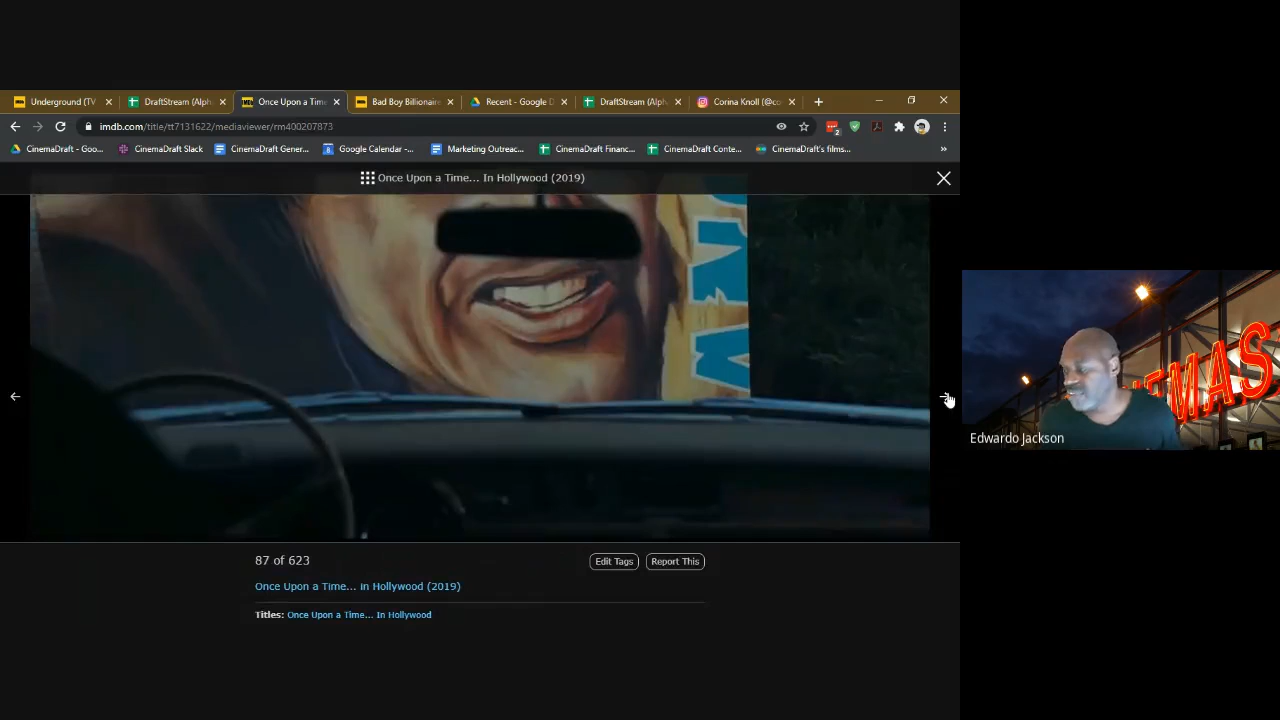 Underground (TV
DraftStream (Alph
Once Upon a Time
Bad Boy Billionaire
Recent - Google D
DraftStream (Alph
Corina Knoll (@co
imdb.com/title/tt7131622/mediaviewer/rm400207873
2
CinemaDraft - Goo...
CinemaDraft Slack
CinemaDraft Gener...
Google Calendar -...
Marketing Outreac...
CinemaDraft Financ...
CinemaDraft Conte...
CinemaDraft's films...
Once Upon a Time... In Hollywood (2019)
EMAS
Edwardo Jackson
87 of 623
Edit Tags
Report This
Once Upon a Time... in Hollywood (2019)
Titles: Once Upon a Time... In Hollywood